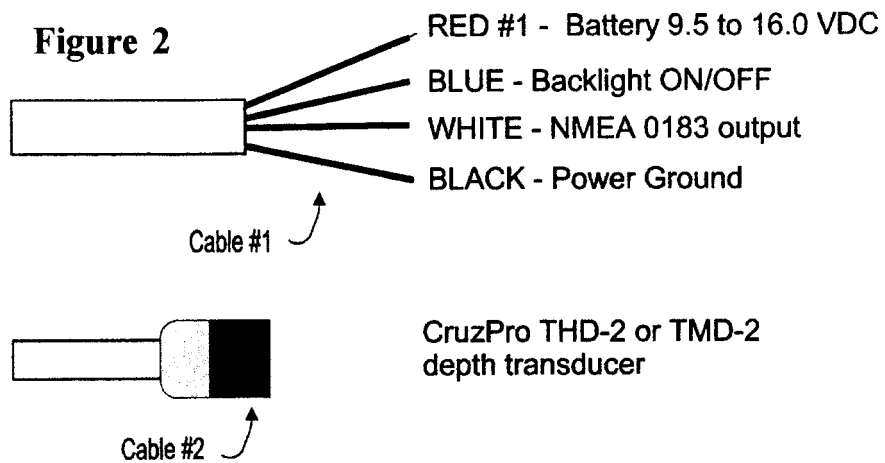 Figure 2
RED #1 - Battery 9.5 to 16.0 VDC
BLUE - Backlight ON/OFF
WHITE - NMEA 0183 output
BLACK - Power Ground
Cable #1
CruzPro THD-2 or TMD-2
depth transducer
Cable #2